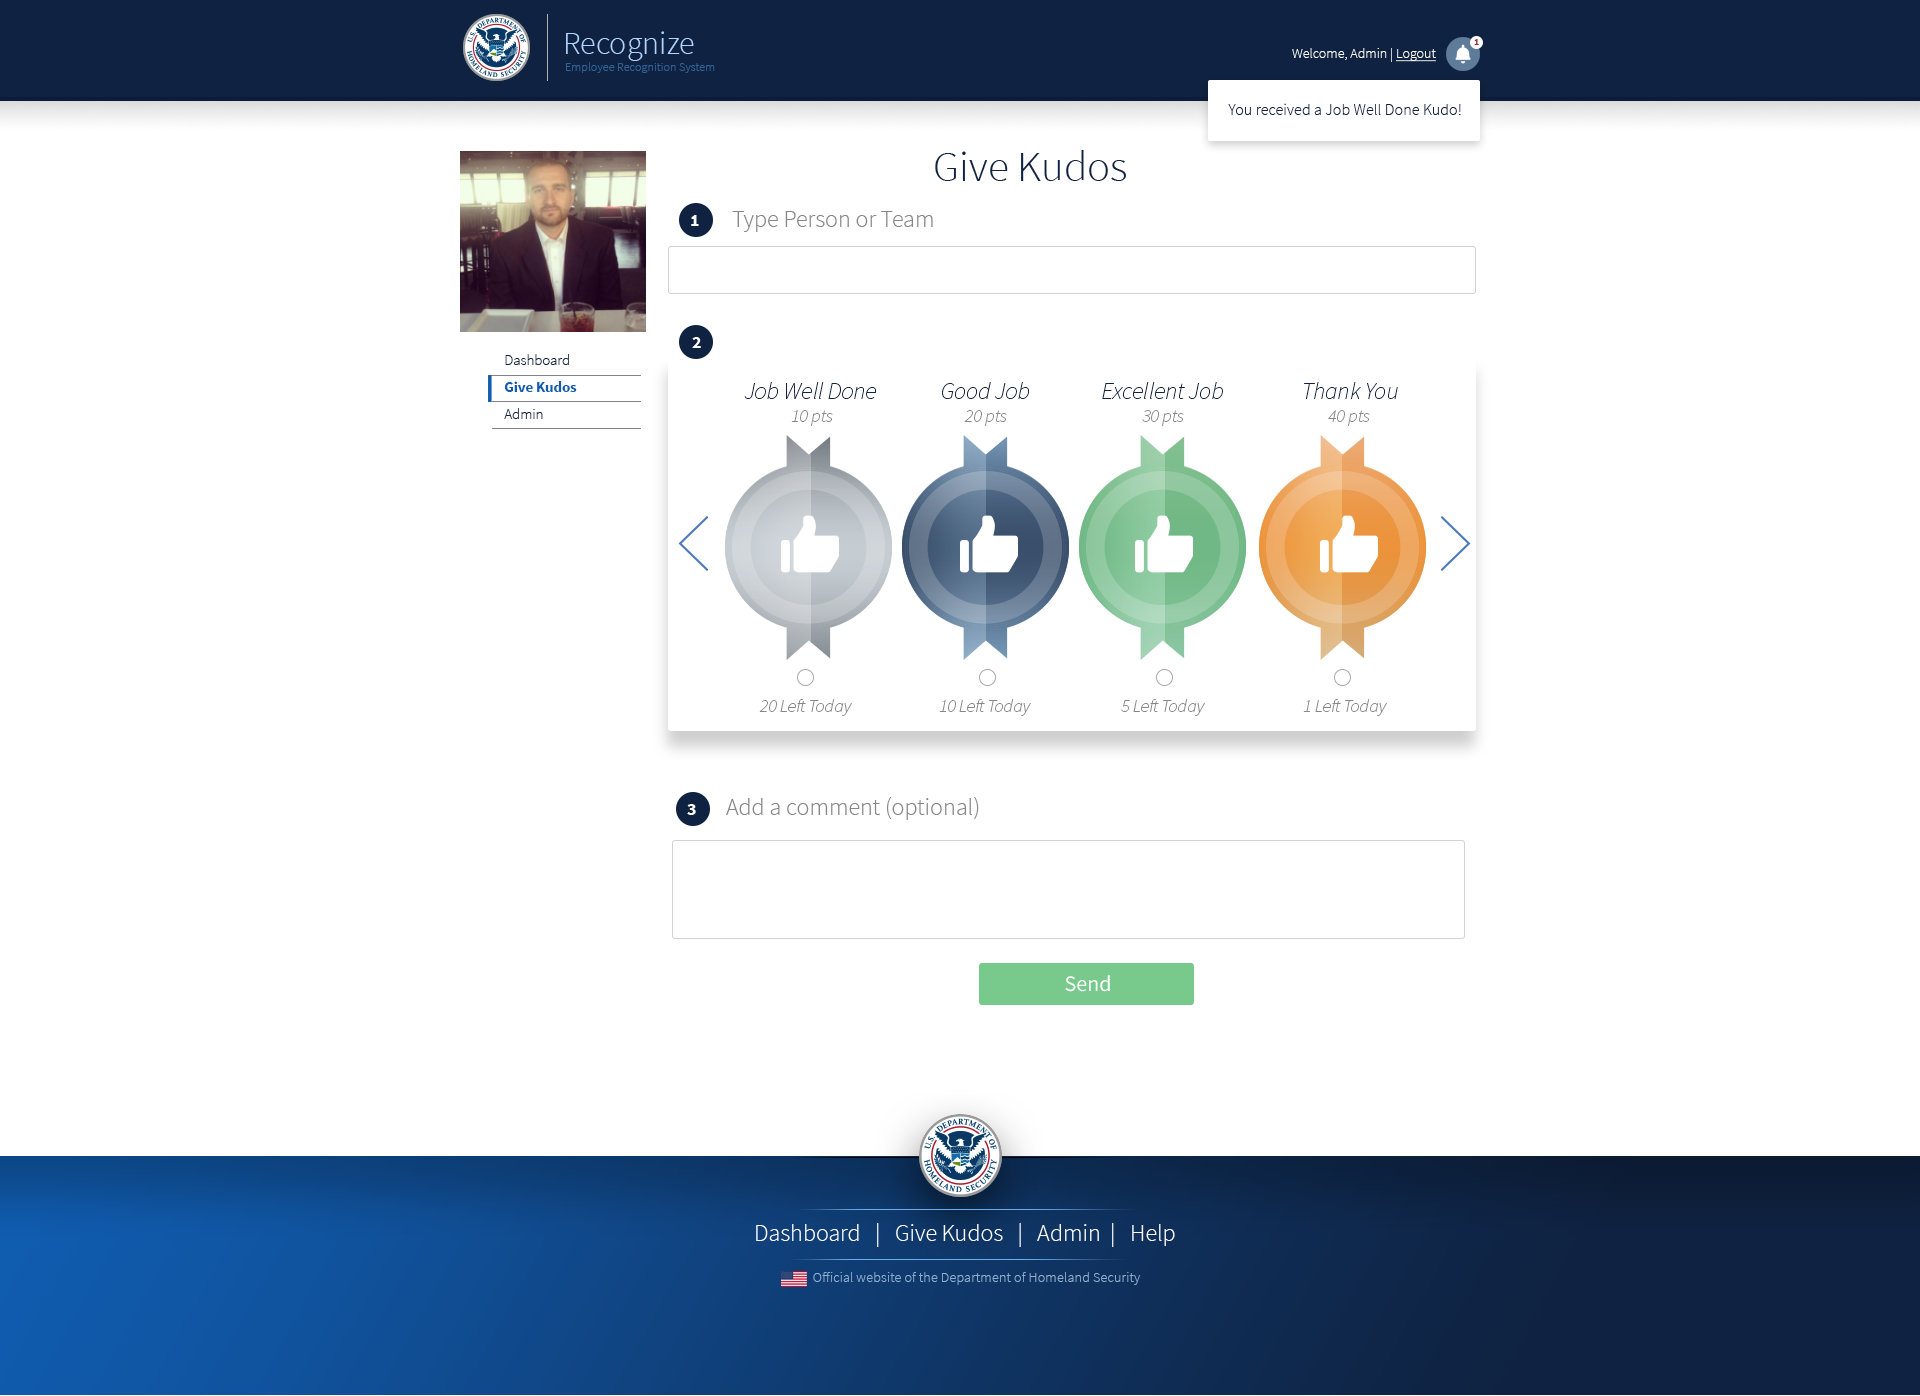 U.S. DEPARTMENT OF HOMELAND SECURITY
Recognize
Employee Recognition System
Welcome, Admin | Logout
1
You received a Job Well Done Kudo!
Give Kudos
1 Type Person or Team
Dashboard
Give Kudos
Admin
2
Job Well Done Good Job Excellent Job Thank You
10 pts 20 pts 30 pts 40 pts
20 Left Today 10 Left Today 5 Left Today 1 Left Today
3 Add a comment (optional)
Send
U.S. DEPARTMENT OF HOMELAND SECURITY
Dashboard | Give Kudos | Admin | Help
Official website of the Department of Homeland Security